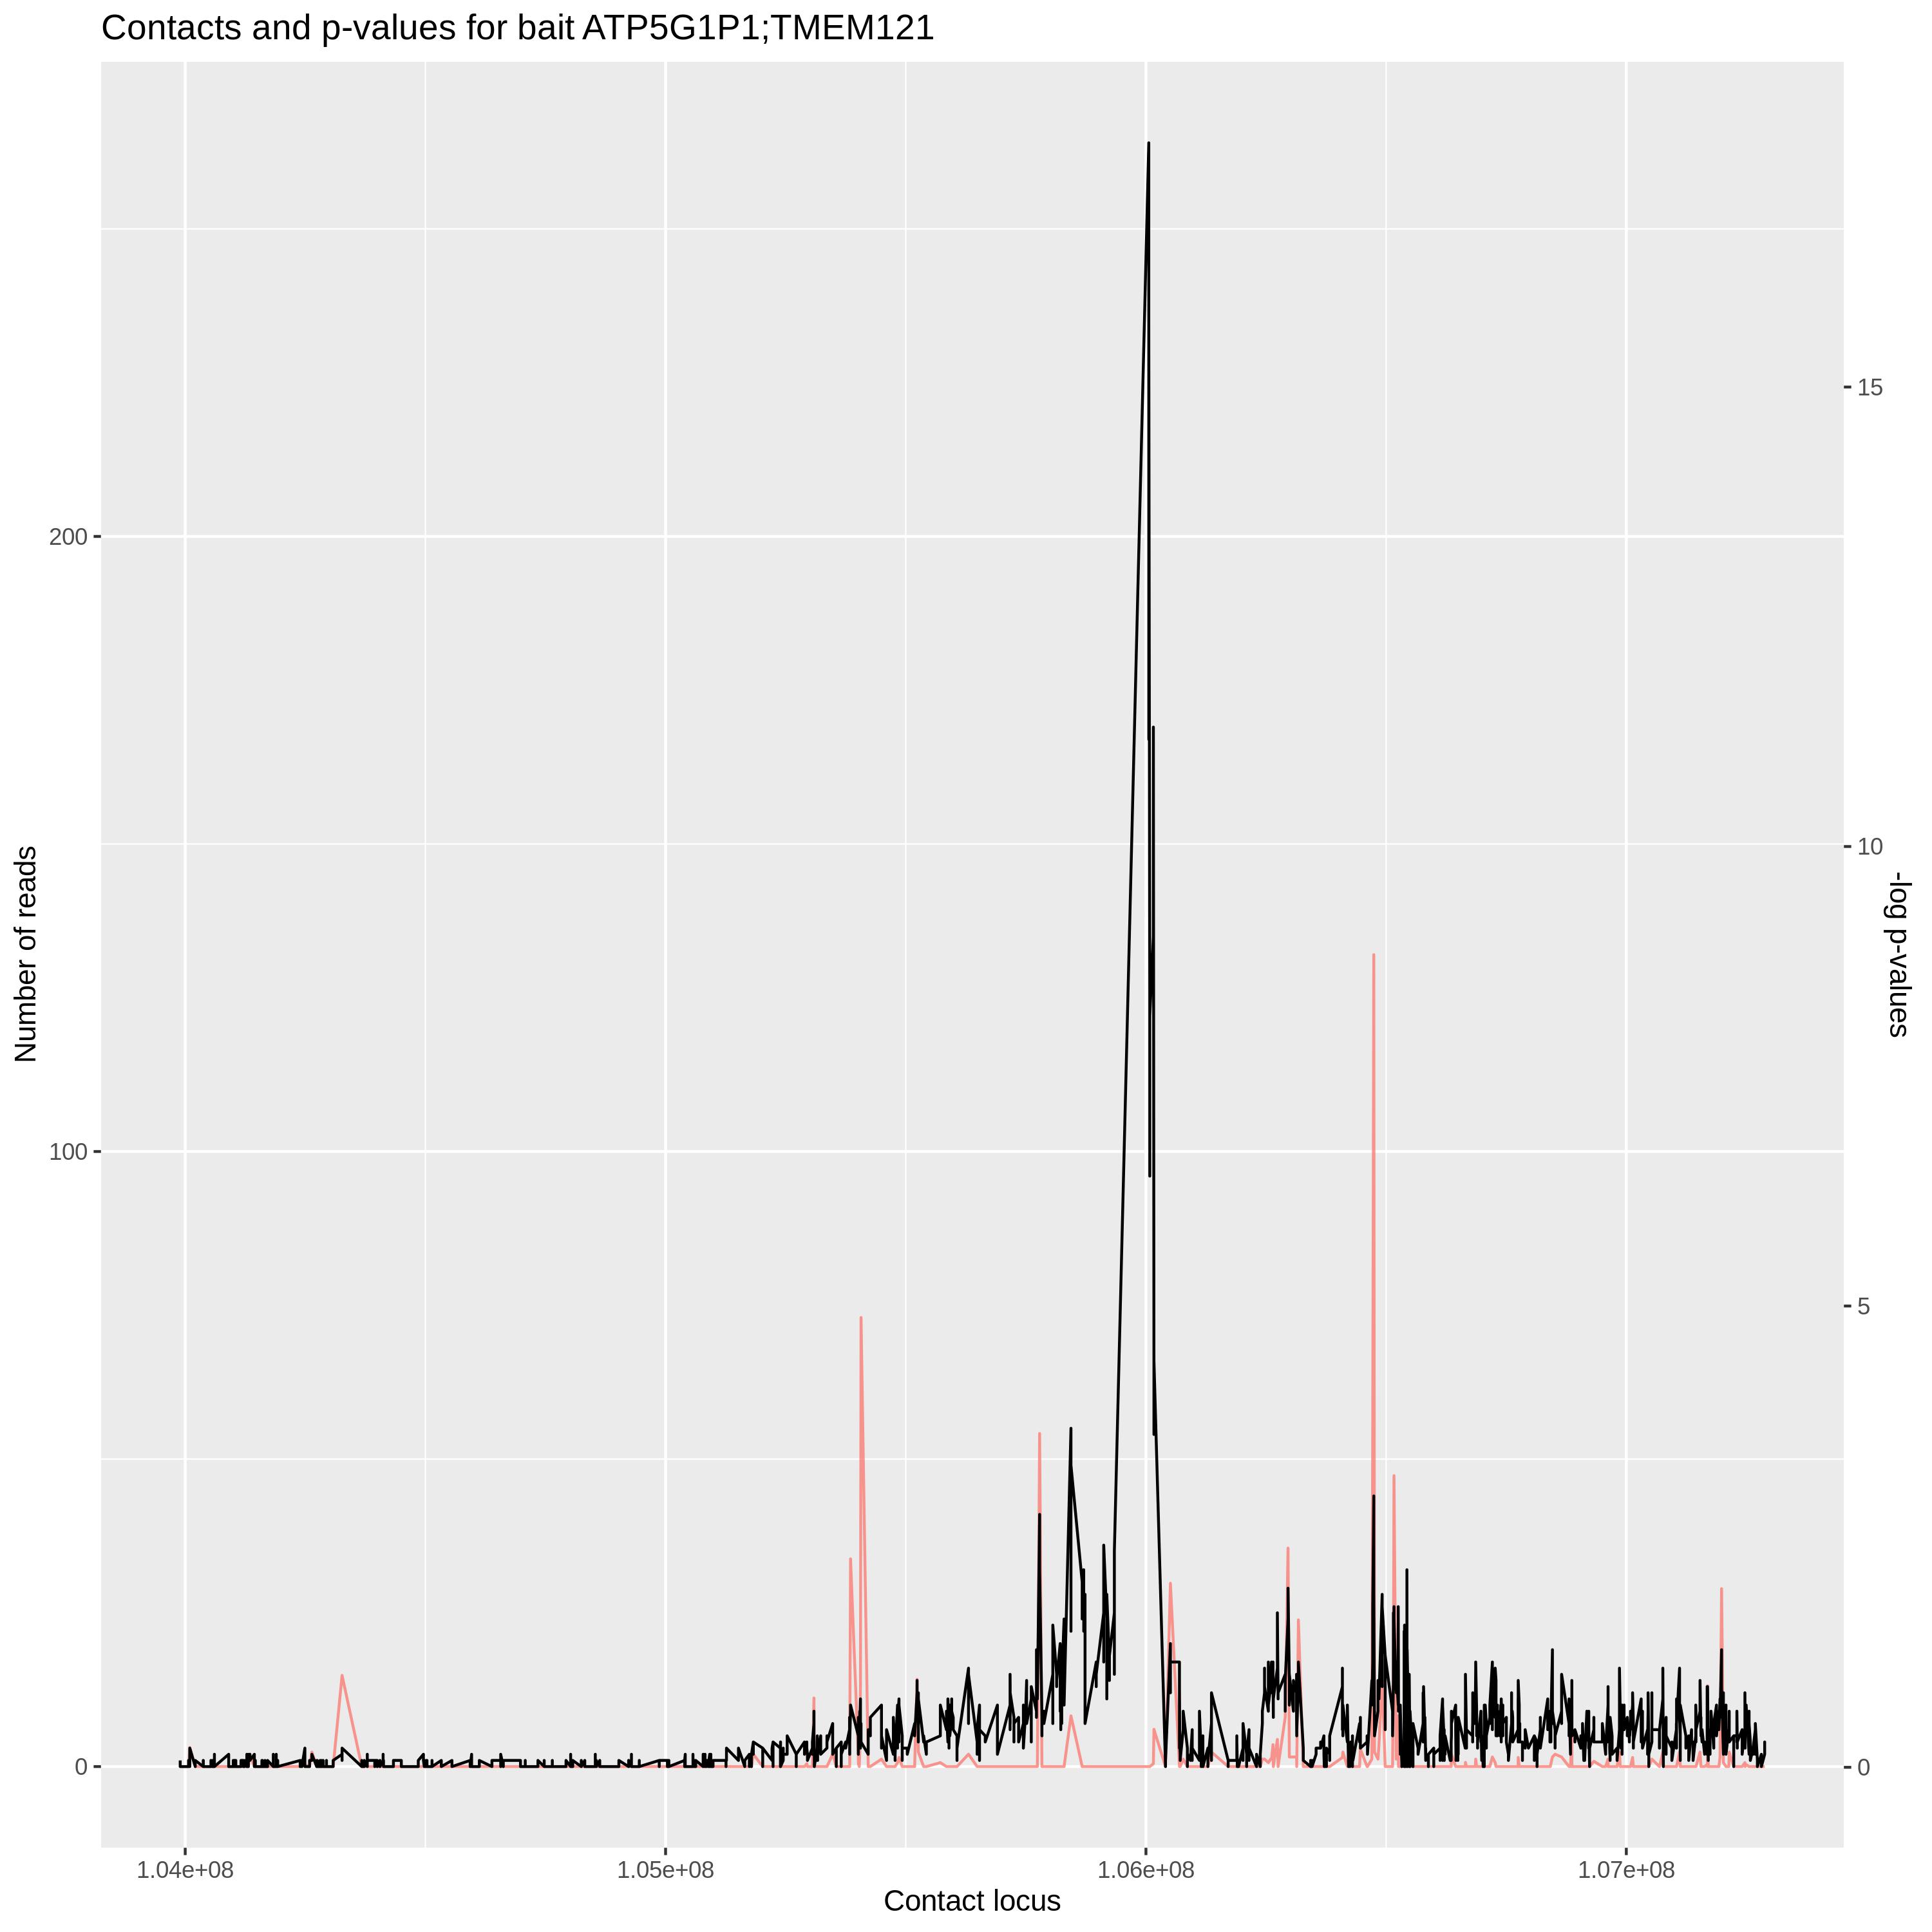 Contacts and p-values for bait ATP5G1P1;TMEM121
Number of reads
200
100
0
15
10
5
0
-log p-values
1.04e+08 1.05e+08 1.06e+08 1.07e+08
Contact locus